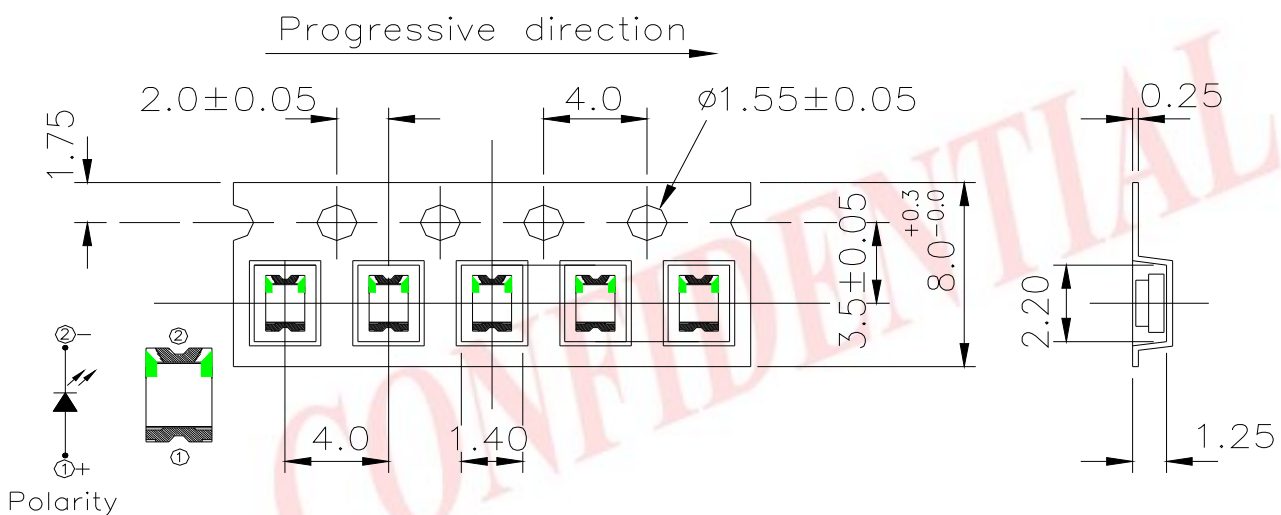 Progressive direction
2.0±0.05
4.0
ø1.55±0.05
0.25
1.75
3.5±0.05
8.0 +0.3 -0.0
2.20
② −
②
①
① +
4.0
1.40
1.25
Polarity
CONFIDENTIAL